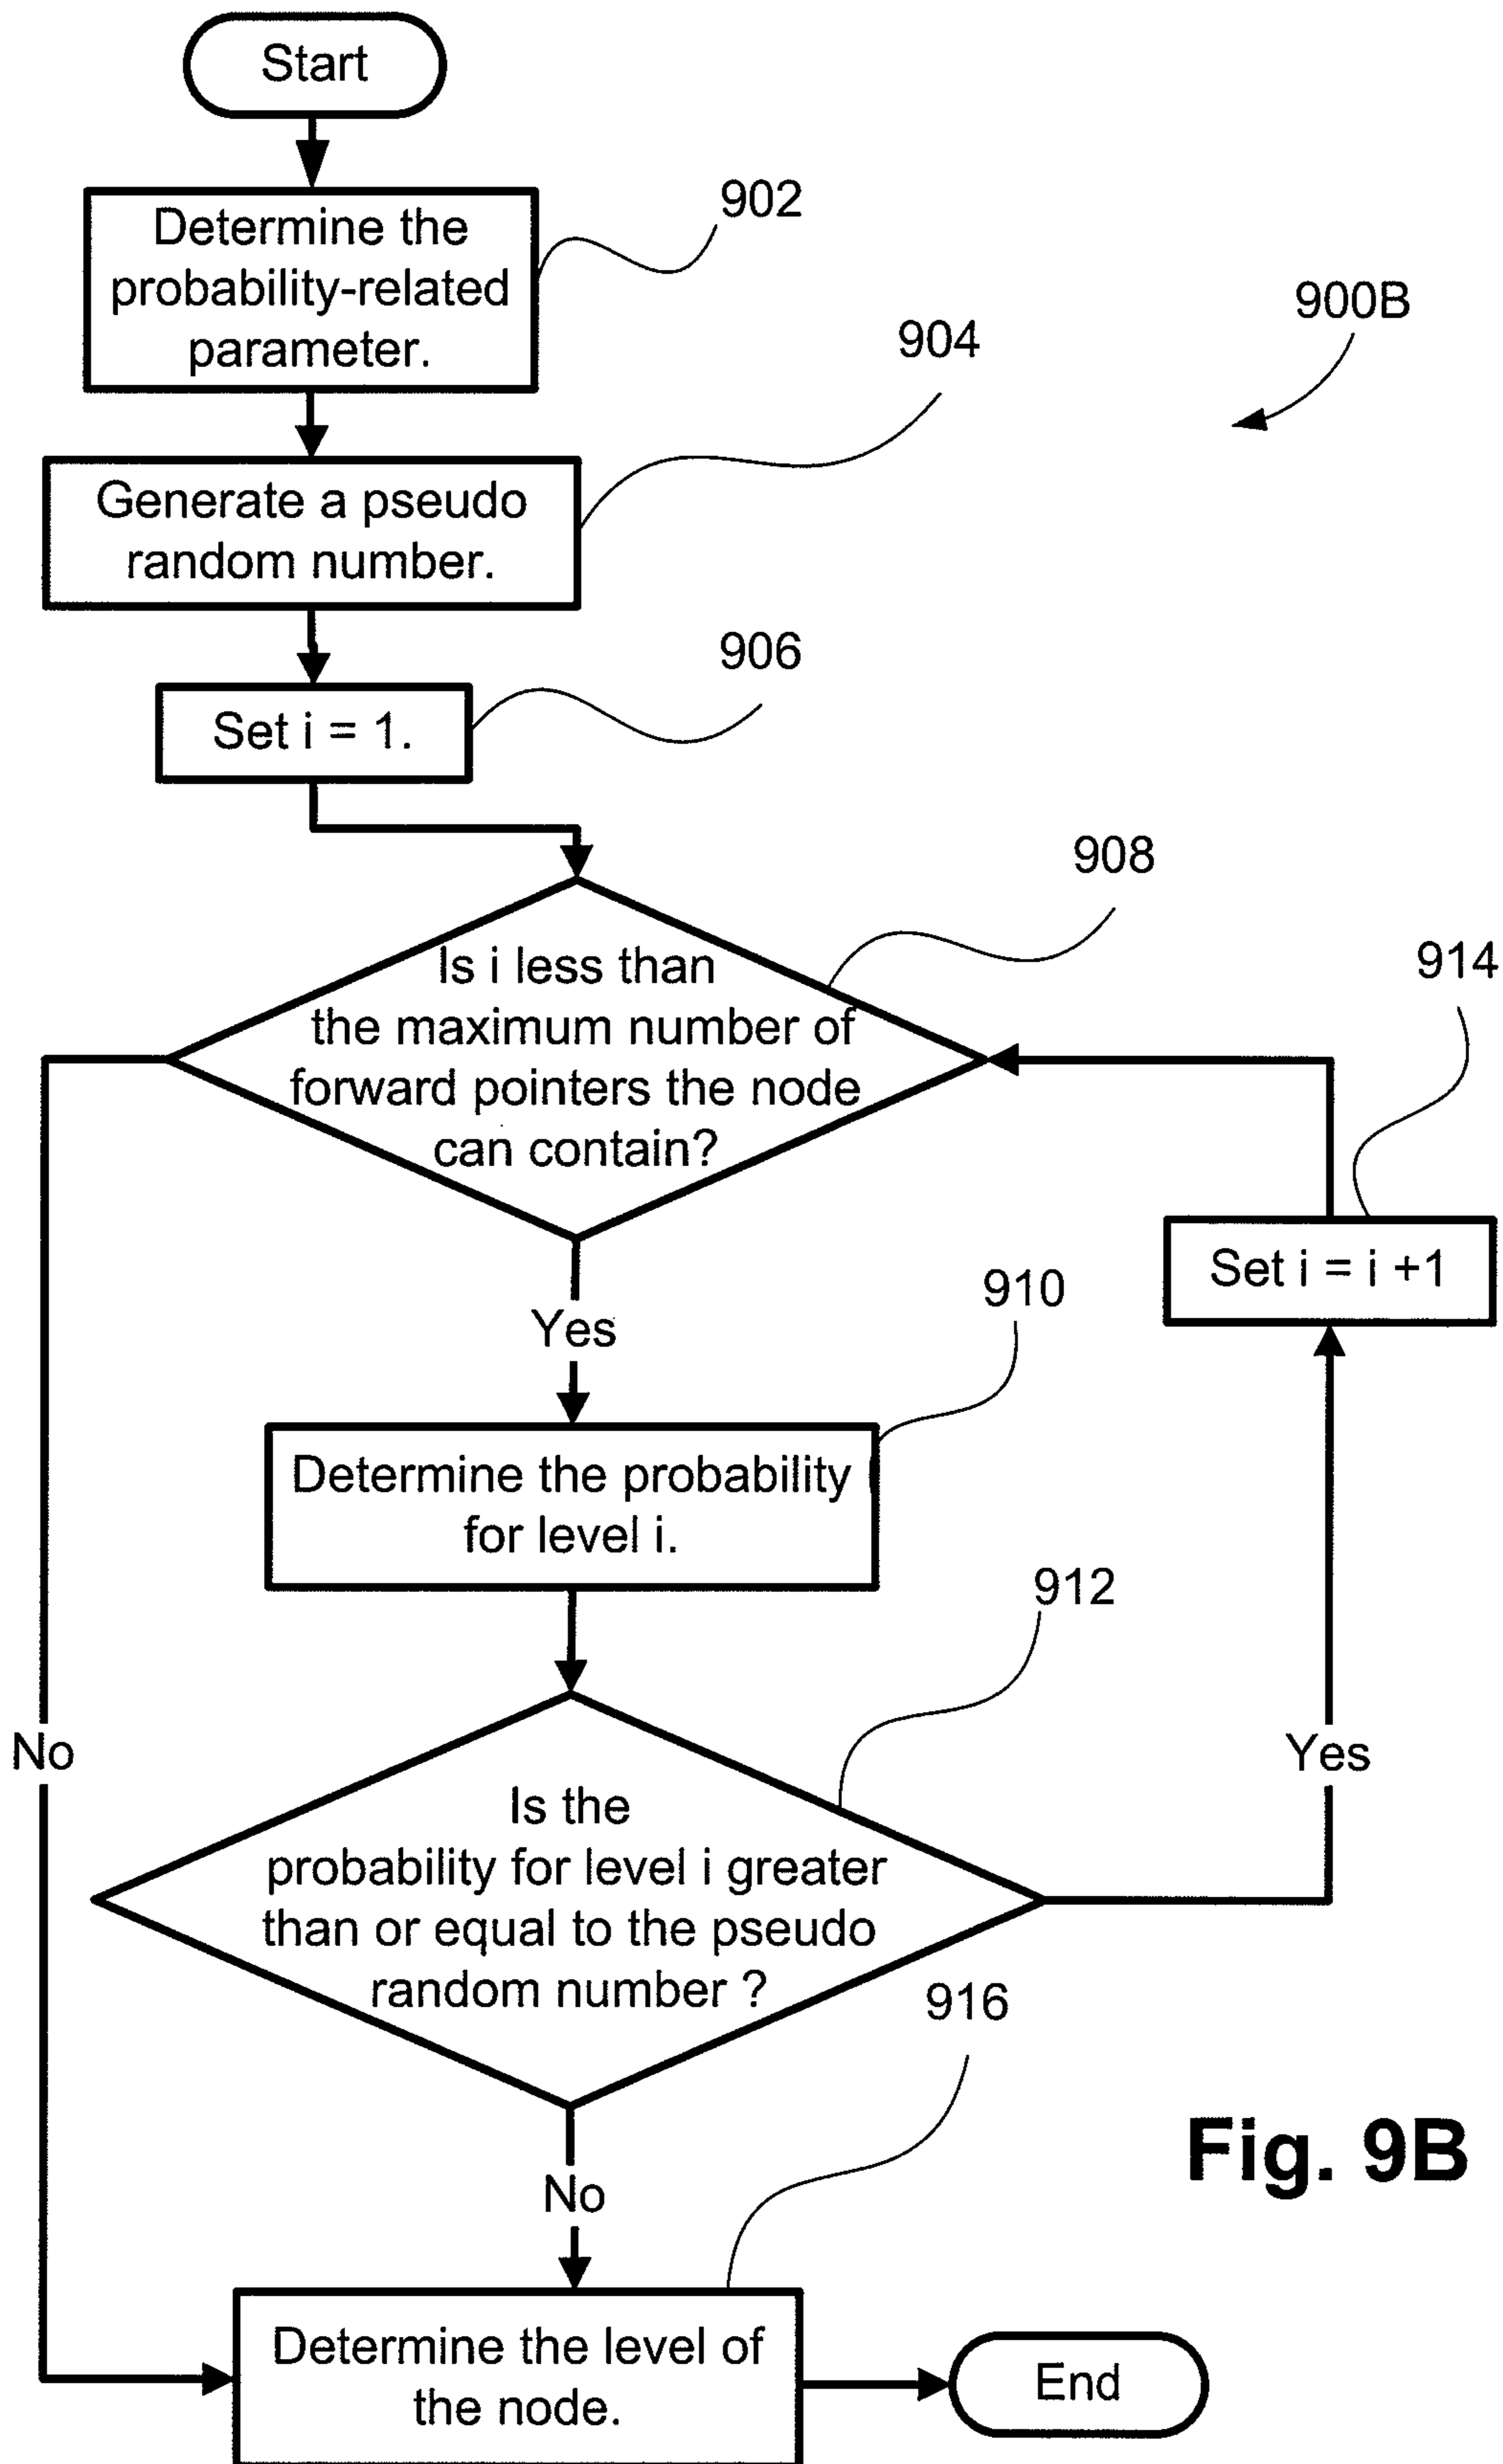 Start
Determine the
probability-related
parameter.
902
900B
904
Generate a pseudo
random number.
906
Set i = 1.
908
Is i less than
the maximum number of
forward pointers the node
can contain?
914
Set i = i +1
910
Yes
Determine the probability
for level i.
912
No
Yes
Is the
probability for level i greater
than or equal to the pseudo
random number ?
916
No
Fig. 9B
Determine the level of
the node.
End